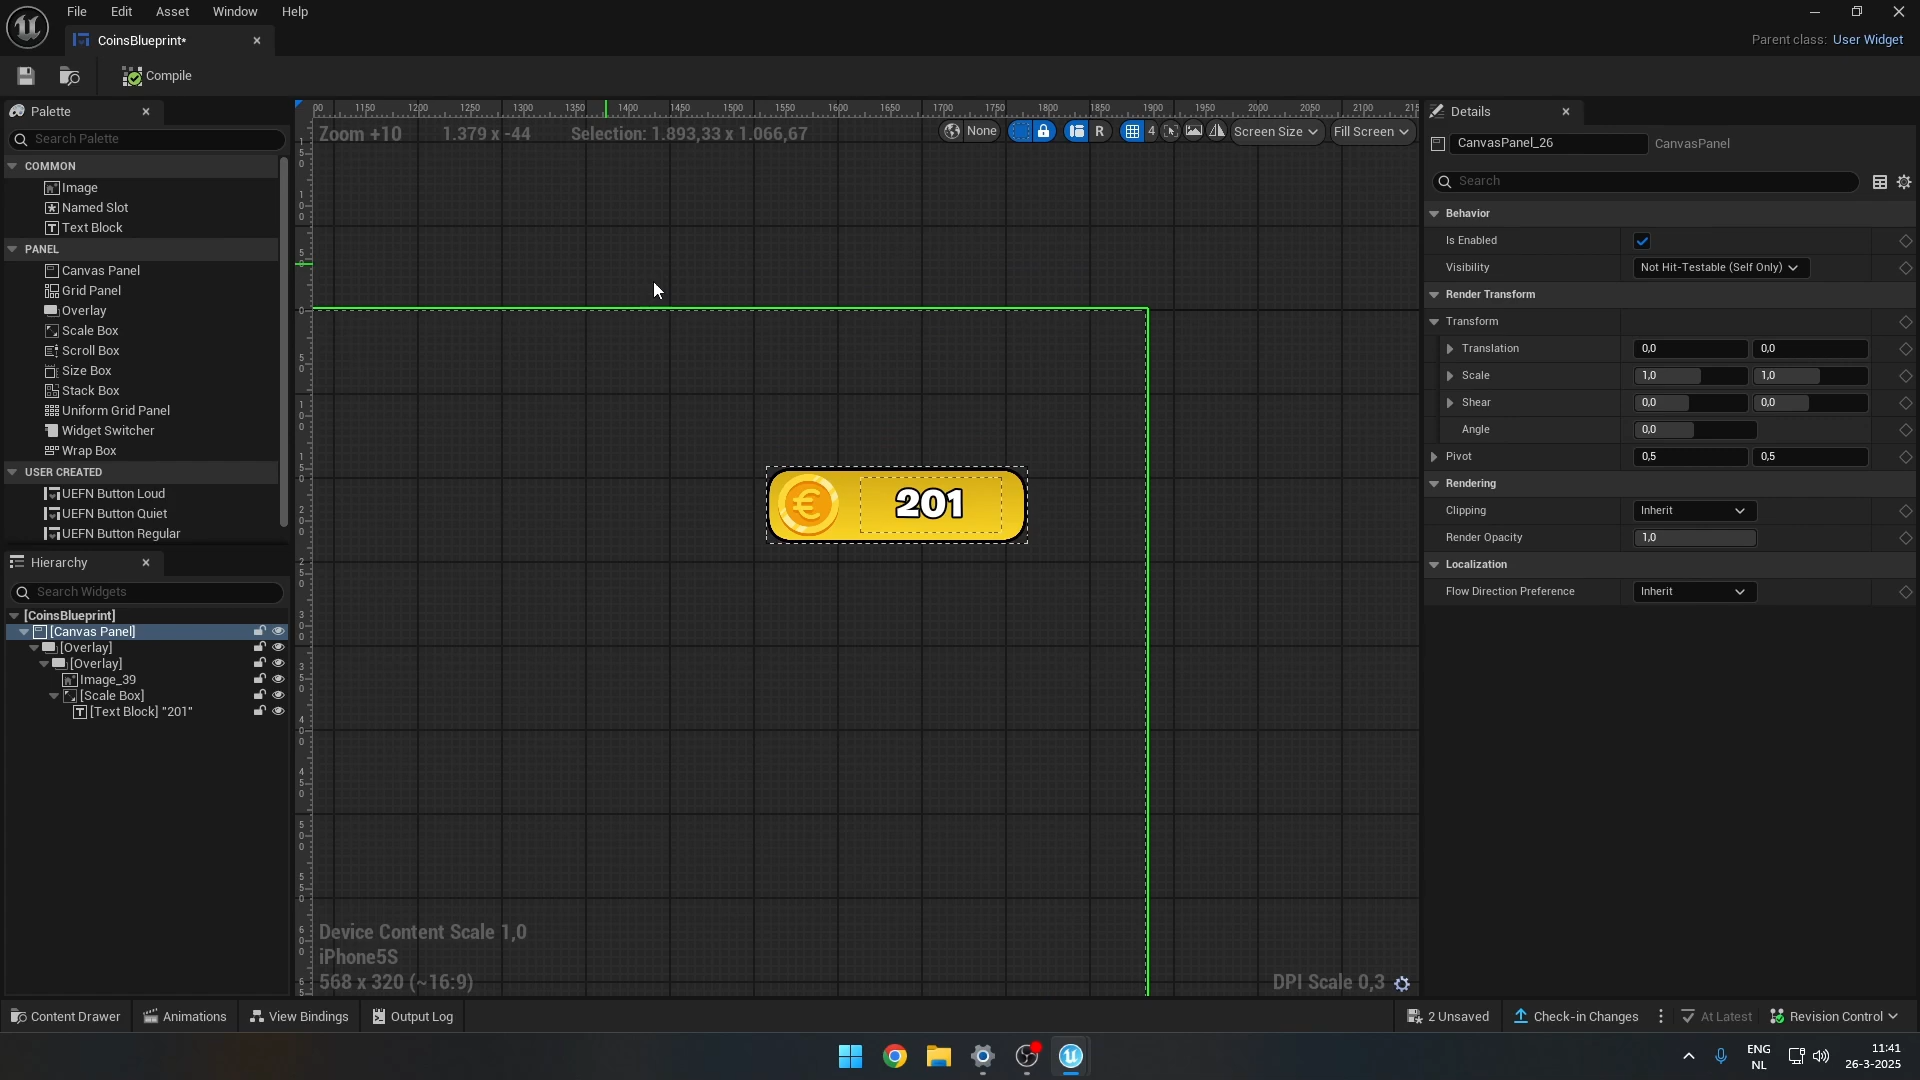 File Edit Asset Window Help
CoinsBlueprint*
Parent class: User Widget
Compile
Palette
Search Palette
COMMON
Image
Named Slot
Text Block
PANEL
Canvas Panel
Grid Panel
Overlay
Scale Box
Scroll Box
Size Box
Stack Box
Uniform Grid Panel
Widget Switcher
Wrap Box
USER CREATED
UEFN Button Loud
UEFN Button Quiet
UEFN Button Regular
Hierarchy
Search Widgets
[CoinsBlueprint]
[Canvas Panel]
[Overlay]
[Overlay]
Image_39
[Scale Box]
[Text Block] "201"
00 1150 1200 1250 1300 1350 1400 1450 1500 1550 1600 1650 1700 1750 1800 1850 1900 1950 2000 2050 2100 215
Zoom +10 1.379 x -44 Selection: 1.893,33 x 1.066,67
None R 4 Screen Size Fill Screen
€ 201
Device Content Scale 1,0
iPhone5S
568 x 320 (~16:9)
DPI Scale 0,3
Details
CanvasPanel_26 CanvasPanel
Search
Behavior
Is Enabled
Visibility Not Hit-Testable (Self Only)
Render Transform
Transform
Translation 0,0 0,0
Scale 1,0 1,0
Shear 0,0 0,0
Angle 0,0
Pivot 0,5 0,5
Rendering
Clipping Inherit
Render Opacity 1,0
Localization
Flow Direction Preference Inherit
Content Drawer Animations View Bindings Output Log
2 Unsaved Check-in Changes At Latest Revision Control
ENG
NL
11:41
26-3-2025